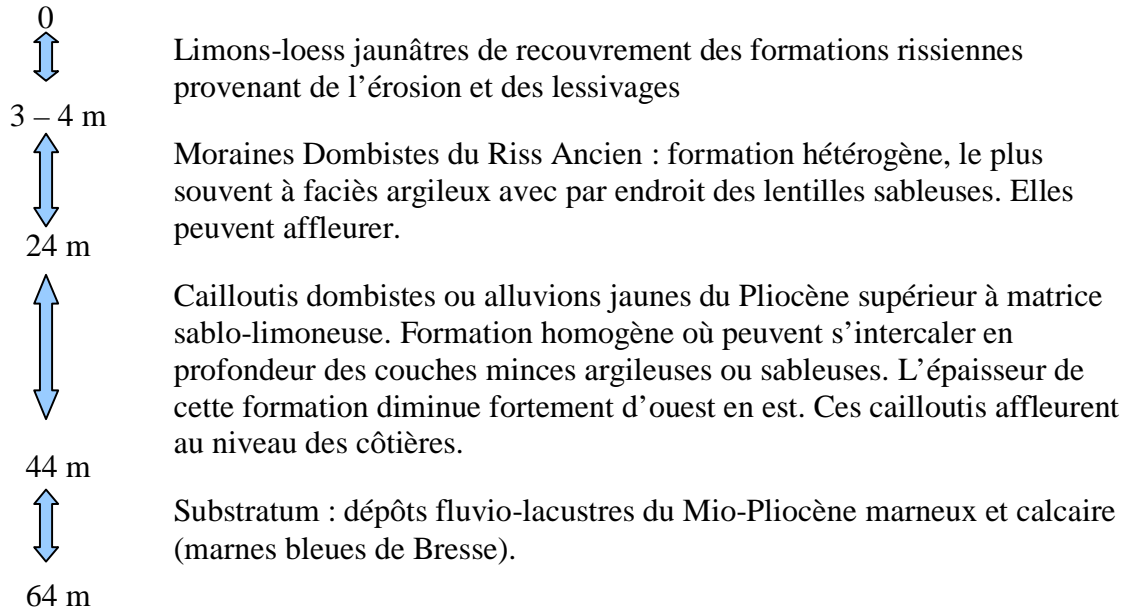 0
Limons-loess jaunâtres de recouvrement des formations rissiennes
provenant de l’érosion et des lessivages
3 – 4 m
Moraines Dombistes du Riss Ancien : formation hétérogène, le plus
souvent à faciès argileux avec par endroit des lentilles sableuses. Elles
peuvent affleurer.
24 m
Cailloutis dombistes ou alluvions jaunes du Pliocène supérieur à matrice
sablo-limoneuse. Formation homogène où peuvent s’intercaler en
profondeur des couches minces argileuses ou sableuses. L’épaisseur de
cette formation diminue fortement d’ouest en est. Ces cailloutis affleurent
au niveau des côtières.
44 m
Substratum : dépôts fluvio-lacustres du Mio-Pliocène marneux et calcaire
(marnes bleues de Bresse).
64 m